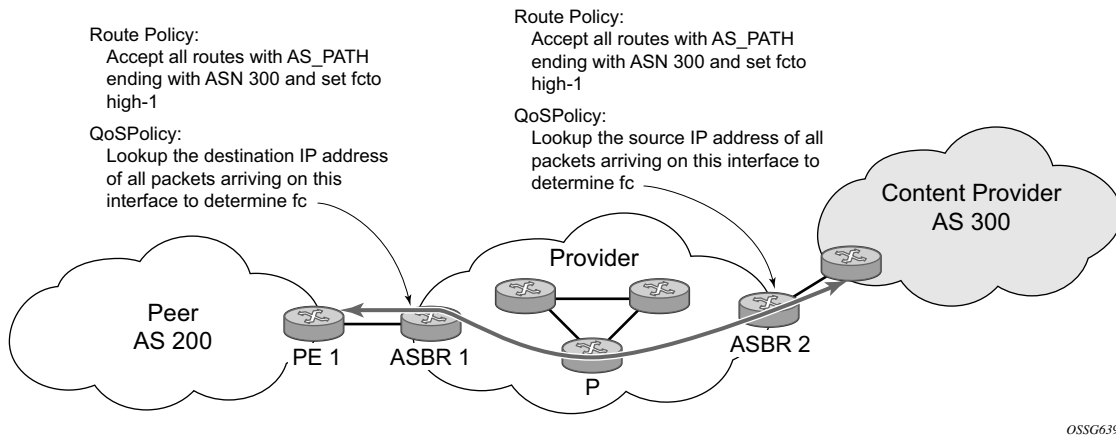 Route Policy:
Accept all routes with AS_PATH
ending with ASN 300 and set fcto
high-1
QoSPolicy:
Lookup the destination IP address
of all packets arriving on this
interface to determine fc
Route Policy:
Accept all routes with AS_PATH
ending with ASN 300 and set fcto
high-1
QoSPolicy:
Lookup the source IP address of all
packets arriving on this interface to
determine fc
Content Provider
AS 300
Provider
Peer
AS 200
PE 1
ASBR 1
P
ASBR 2
OSSG639